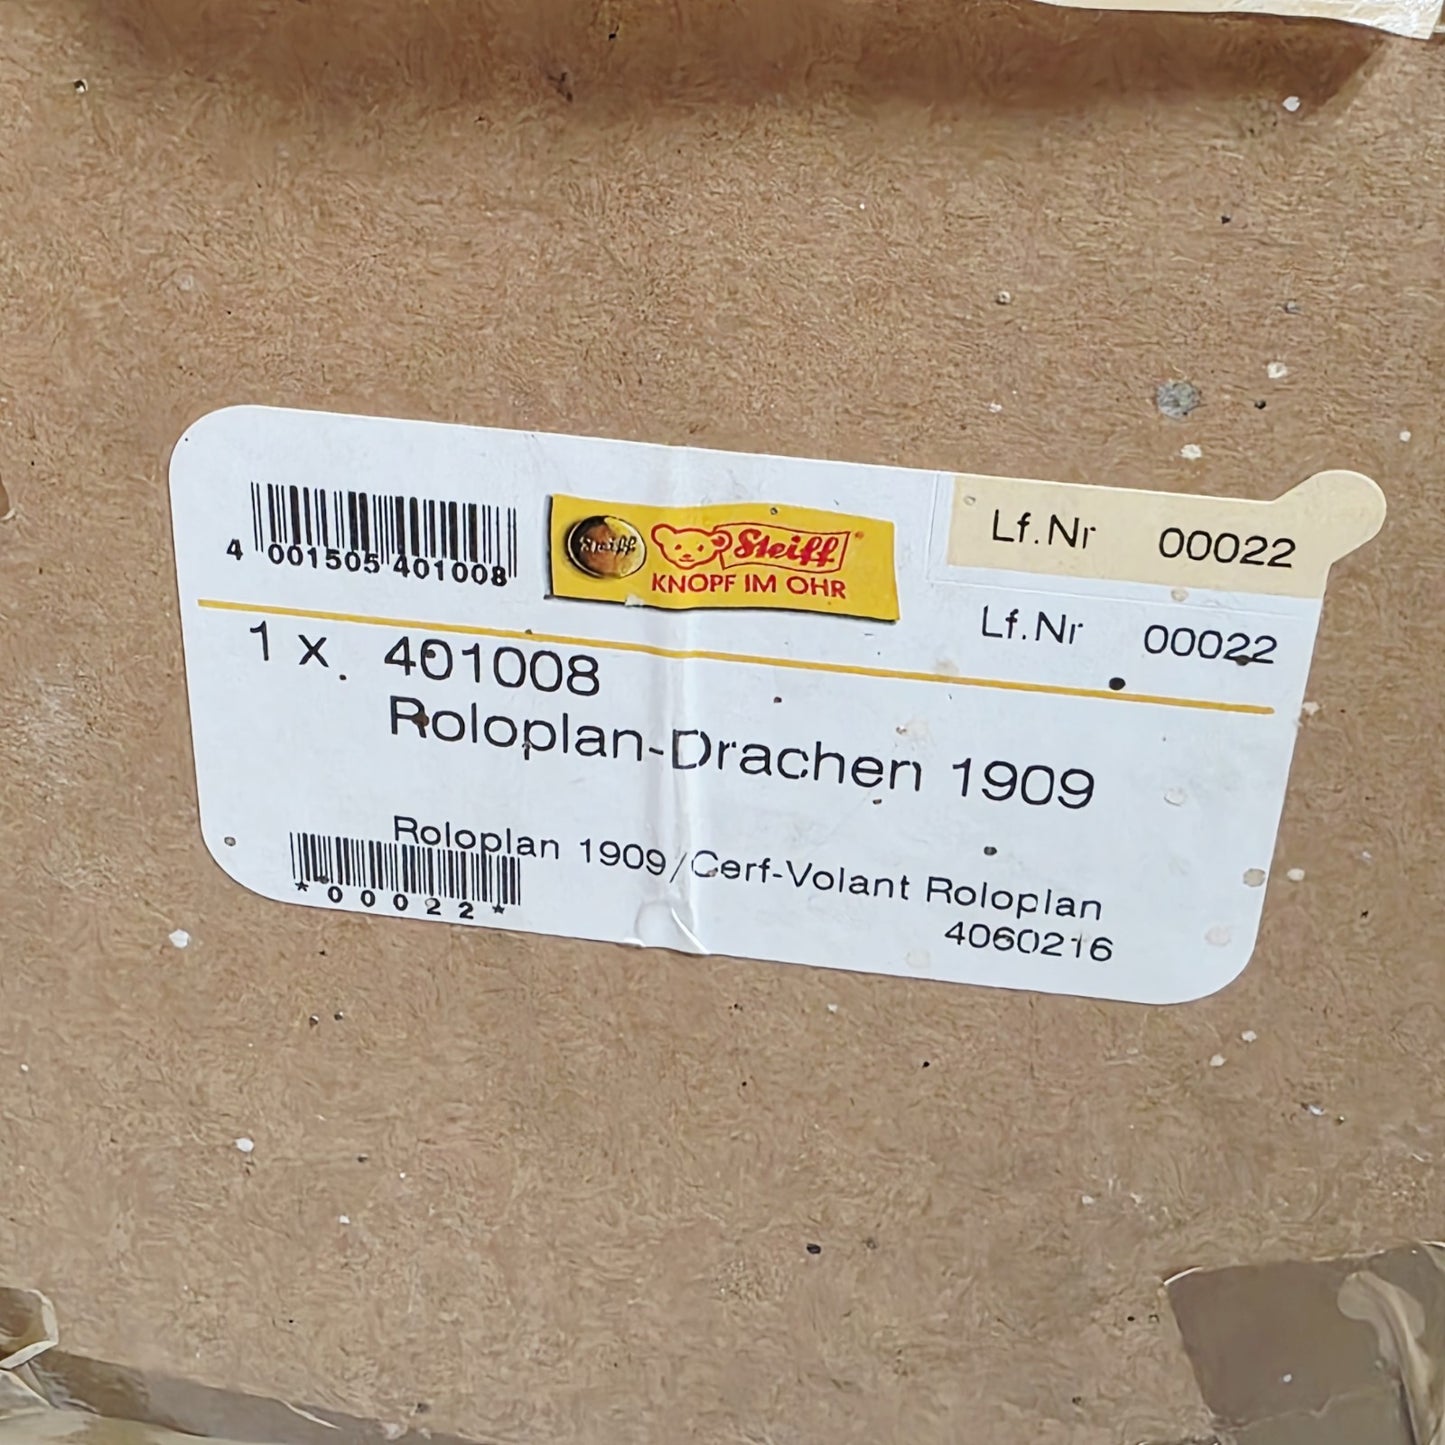 4 001505 401008
Steiff
Steiff
KNOPF IM OHR
Lf.Nr 00022
Lf.Nr 00022
1 x. 401008
Roloplan-Drachen 1909
Roloplan 1909/Cerf-Volant Roloplan
*00022*
4060216